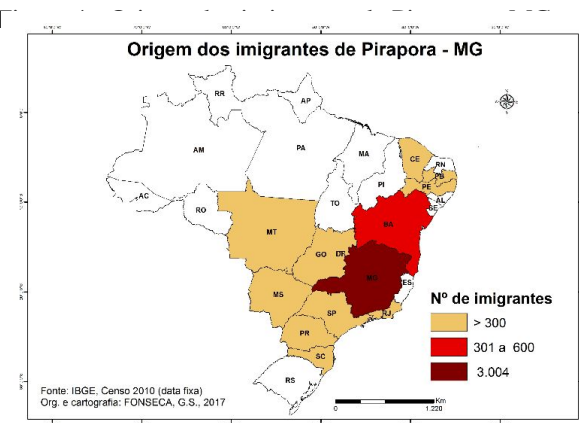 Origem dos imigrantes de Pirapora - MG
RR
AP
AM
PA
MA
CE
RN
PB
PI
PE
AL
SE
AC
RO
TO
BA
MT
GO
DF
MG
ES
MS
SP
RJ
PR
SC
RS
Nº de imigrantes
> 300
301 a 600
3.004
Fonte: IBGE, Censo 2010 (data fixa)
Org. e cartografia: FONSECA, G.S., 2017
Km
0
1.220